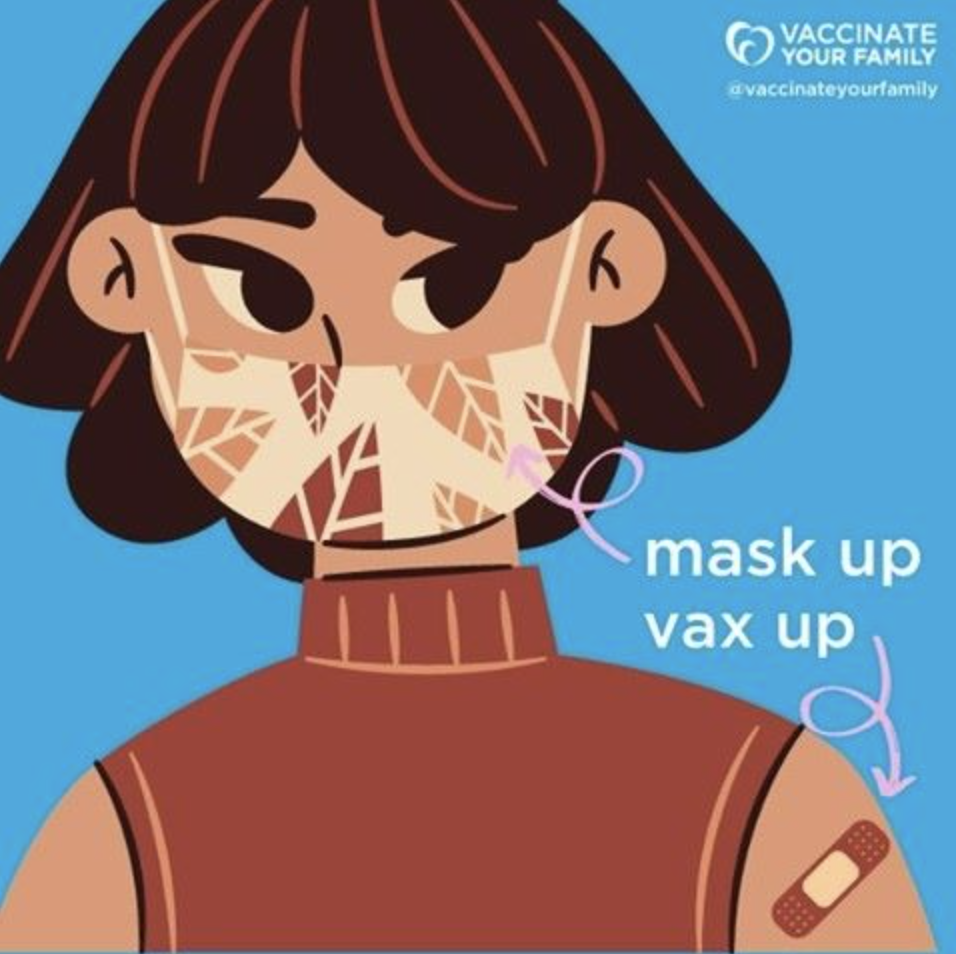 VACCINATE
YOUR FAMILY
@vaccinateyourfamily
mask up
vax up